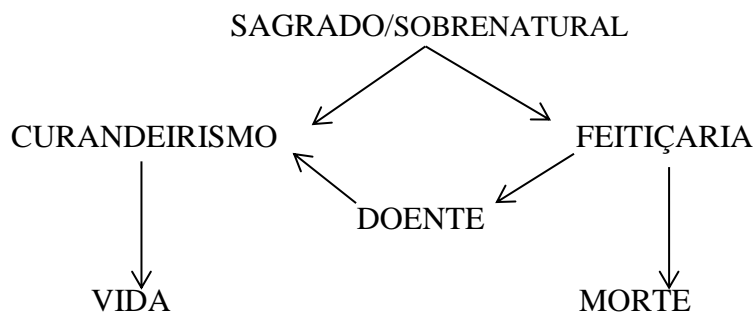 SAGRADO/SOBRENATURAL
CURANDEIRISMO FEITIÇARIA
DOENTE
VIDA MORTE